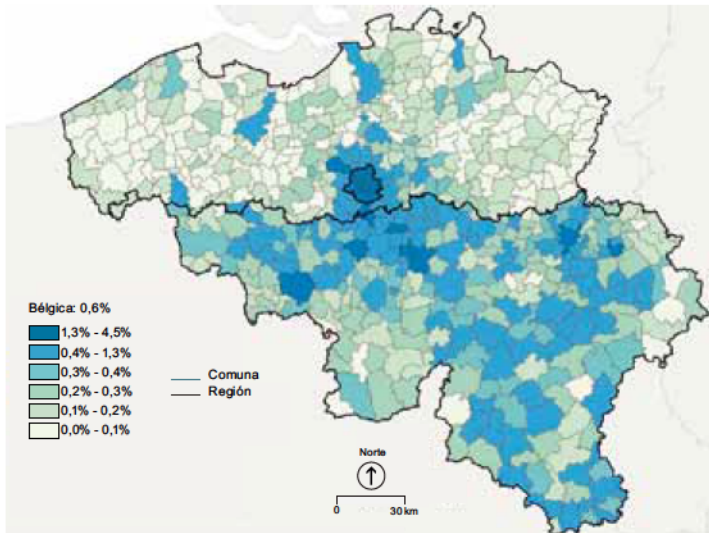 Bélgica: 0,6%
1,3% - 4,5%
0,4% - 1,3%
0,3% - 0,4%
0,2% - 0,3%
0,1% - 0,2%
0,0% - 0,1%
Comuna
Región
Norte
0 30 km